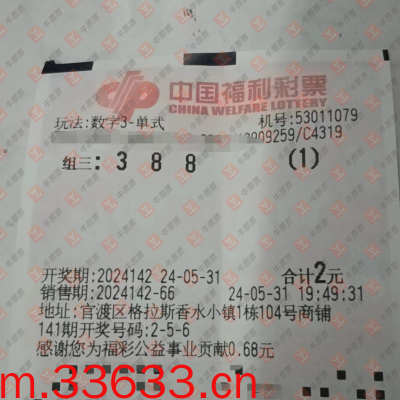 中国福利彩票
CHINA WELFARE LOTTERY
玩法:数字3-单式
机号:53011079
009259/C4319
组三: 3 8 8 (1)
开奖期:2024142 24-05-31 合计2元
销售期:2024142-66 24-05-31 19:49:31
地址:官渡区格拉斯香水小镇1栋104号商铺
141期开奖号码:2-5-6
感谢您为福彩公益事业贡献0.68元
m.33633.cn